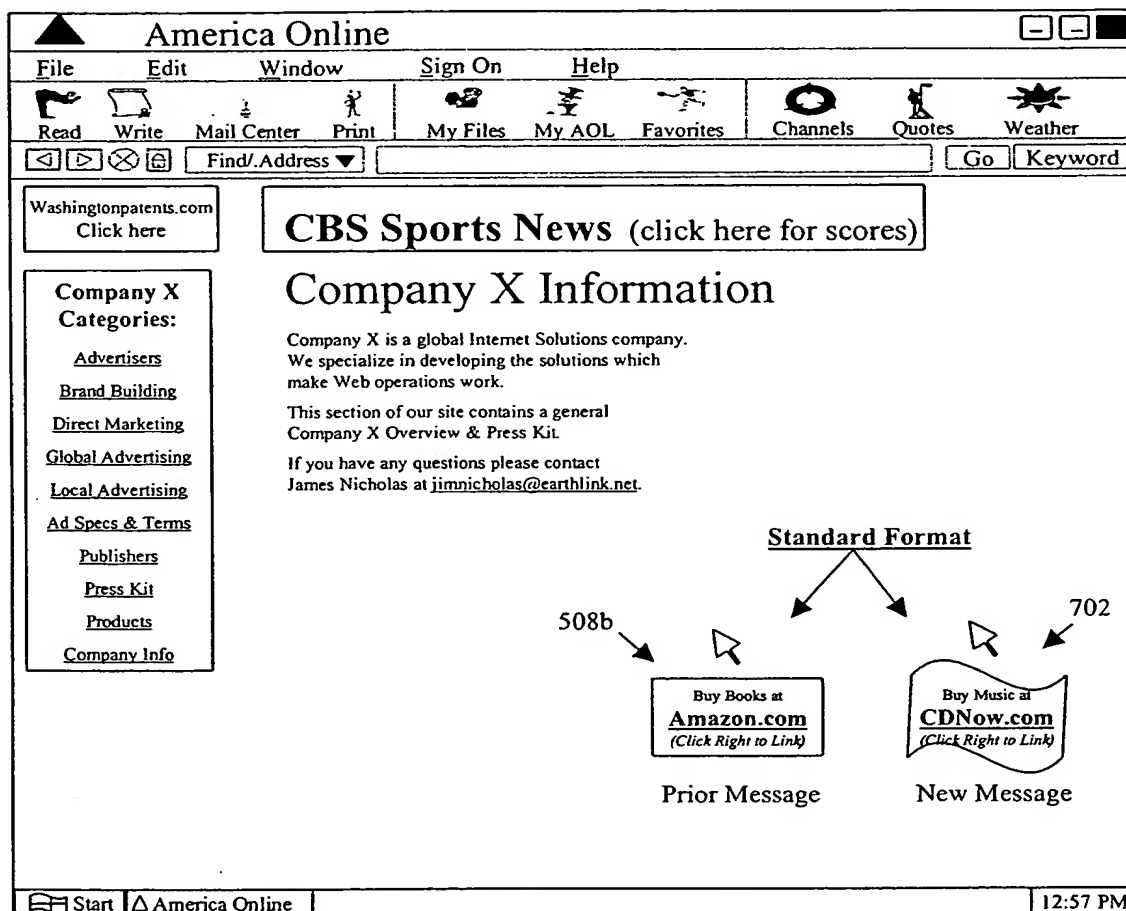 America Online
File Edit Window Sign On Help
Read Write Mail Center Print My Files My AOL Favorites Channels Quotes Weather
Find/.Address Go Keyword
Washingtonpatents.com
Click here
CBS Sports News (click here for scores)
Company X
Categories:
Advertisers
Brand Building
Direct Marketing
Global Advertising
Local Advertising
Ad Specs & Terms
Publishers
Press Kit
Products
Company Info
Company X Information
Company X is a global Internet Solutions company.
We specialize in developing the solutions which
make Web operations work.
This section of our site contains a general
Company X Overview & Press Kit.
If you have any questions please contact
James Nicholas at jimnicholas@earthlink.net.
Standard Format
508b
702
Buy Books at
Amazon.com
(Click Right to Link)
Prior Message
Buy Music at
CDNow.com
(Click Right to Link)
New Message
Start America Online 12:57 PM